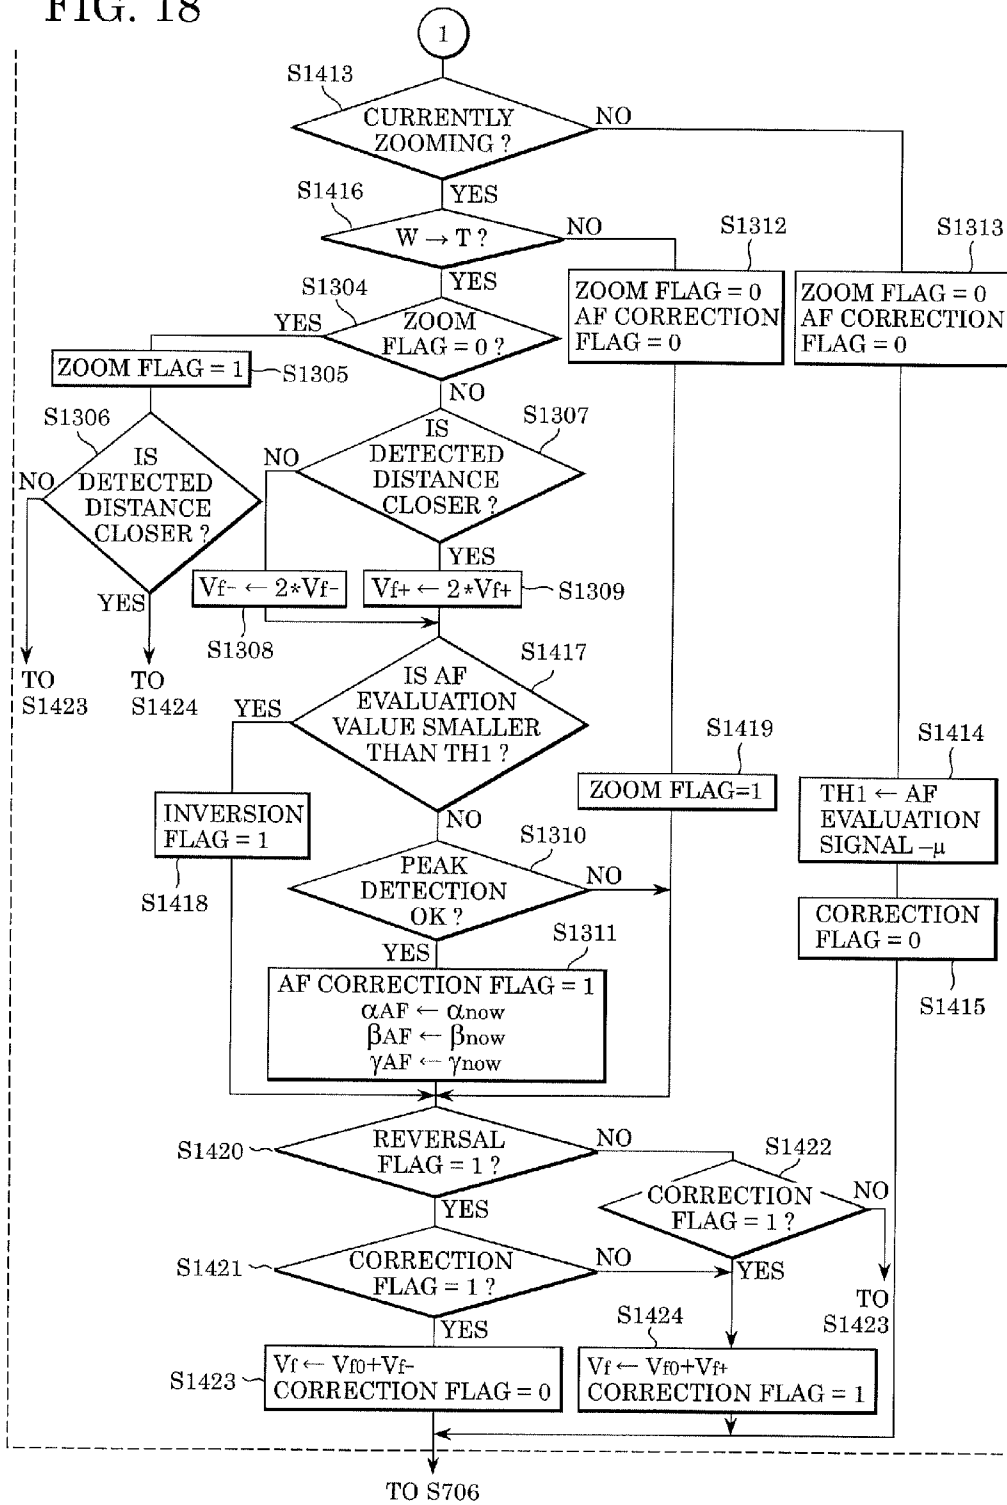 FIG. 18
1
S1413
CURRENTLY
ZOOMING ?
NO
YES
S1416
W → T ?
NO
YES
S1312
ZOOM FLAG = 0
AF CORRECTION
FLAG = 0
S1313
ZOOM FLAG = 0
AF CORRECTION
FLAG = 0
S1304
ZOOM
FLAG = 0 ?
YES
NO
ZOOM FLAG = 1
S1305
S1306
IS
DETECTED
DISTANCE
CLOSER ?
NO
YES
TO
S1423
TO
S1424
S1307
IS
DETECTED
DISTANCE
CLOSER ?
NO
YES
Vf- ← 2*Vf-
S1308
Vf+ ← 2*Vf+
S1309
S1417
IS AF
EVALUATION
VALUE SMALLER
THAN TH1 ?
YES
NO
INVERSION
FLAG = 1
S1418
S1419
ZOOM FLAG=1
S1414
TH1 ← AF
EVALUATION
SIGNAL -μ
CORRECTION
FLAG = 0
S1415
S1310
PEAK
DETECTION
OK ?
NO
YES
S1311
AF CORRECTION FLAG = 1
αAF ← αnow
βAF ← βnow
γAF ← γnow
S1420
REVERSAL
FLAG = 1 ?
NO
YES
S1422
CORRECTION
FLAG = 1 ?
NO
YES
TO
S1423
S1421
CORRECTION
FLAG = 1 ?
NO
YES
S1423
Vf ← Vf0+Vf-
CORRECTION FLAG = 0
S1424
Vf ← Vf0+Vf+
CORRECTION FLAG = 1
TO S706